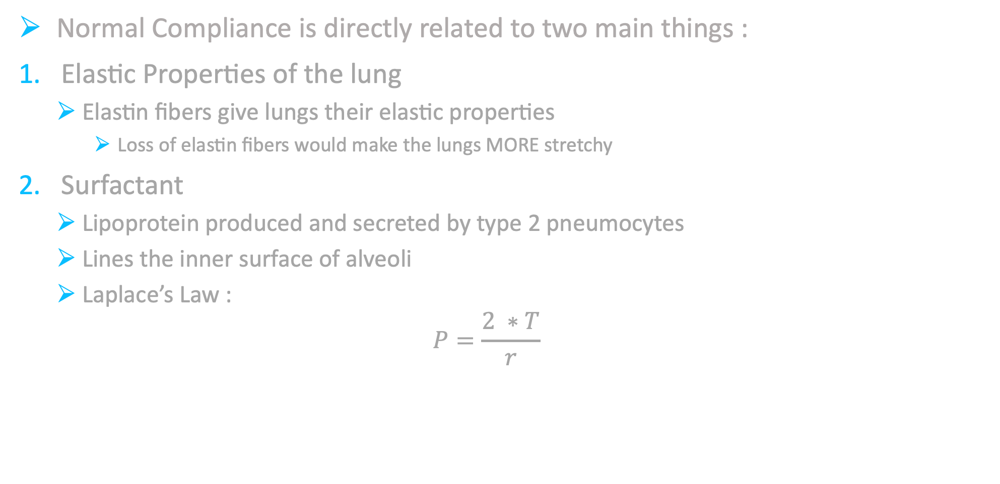 Normal Compliance is directly related to two main things :
1. Elastic Properties of the lung
Elastin fibers give lungs their elastic properties
Loss of elastin fibers would make the lungs MORE stretchy
2. Surfactant
Lipoprotein produced and secreted by type 2 pneumocytes
Lines the inner surface of alveoli
Laplace’s Law :
P = 2 * T / r